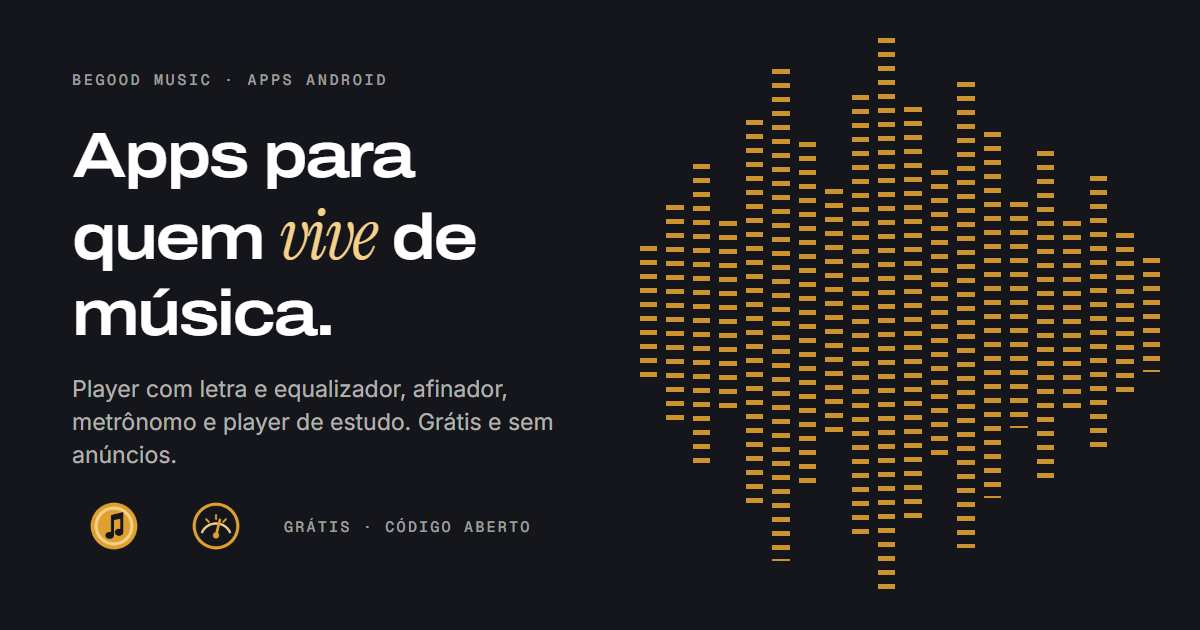 BEGOOD MUSIC · APPS ANDROID
Apps para
quem vive de
música.
Player com letra e equalizador, afinador,
metrônomo e player de estudo. Grátis e sem
anúncios.
GRÁTIS · CÓDIGO ABERTO